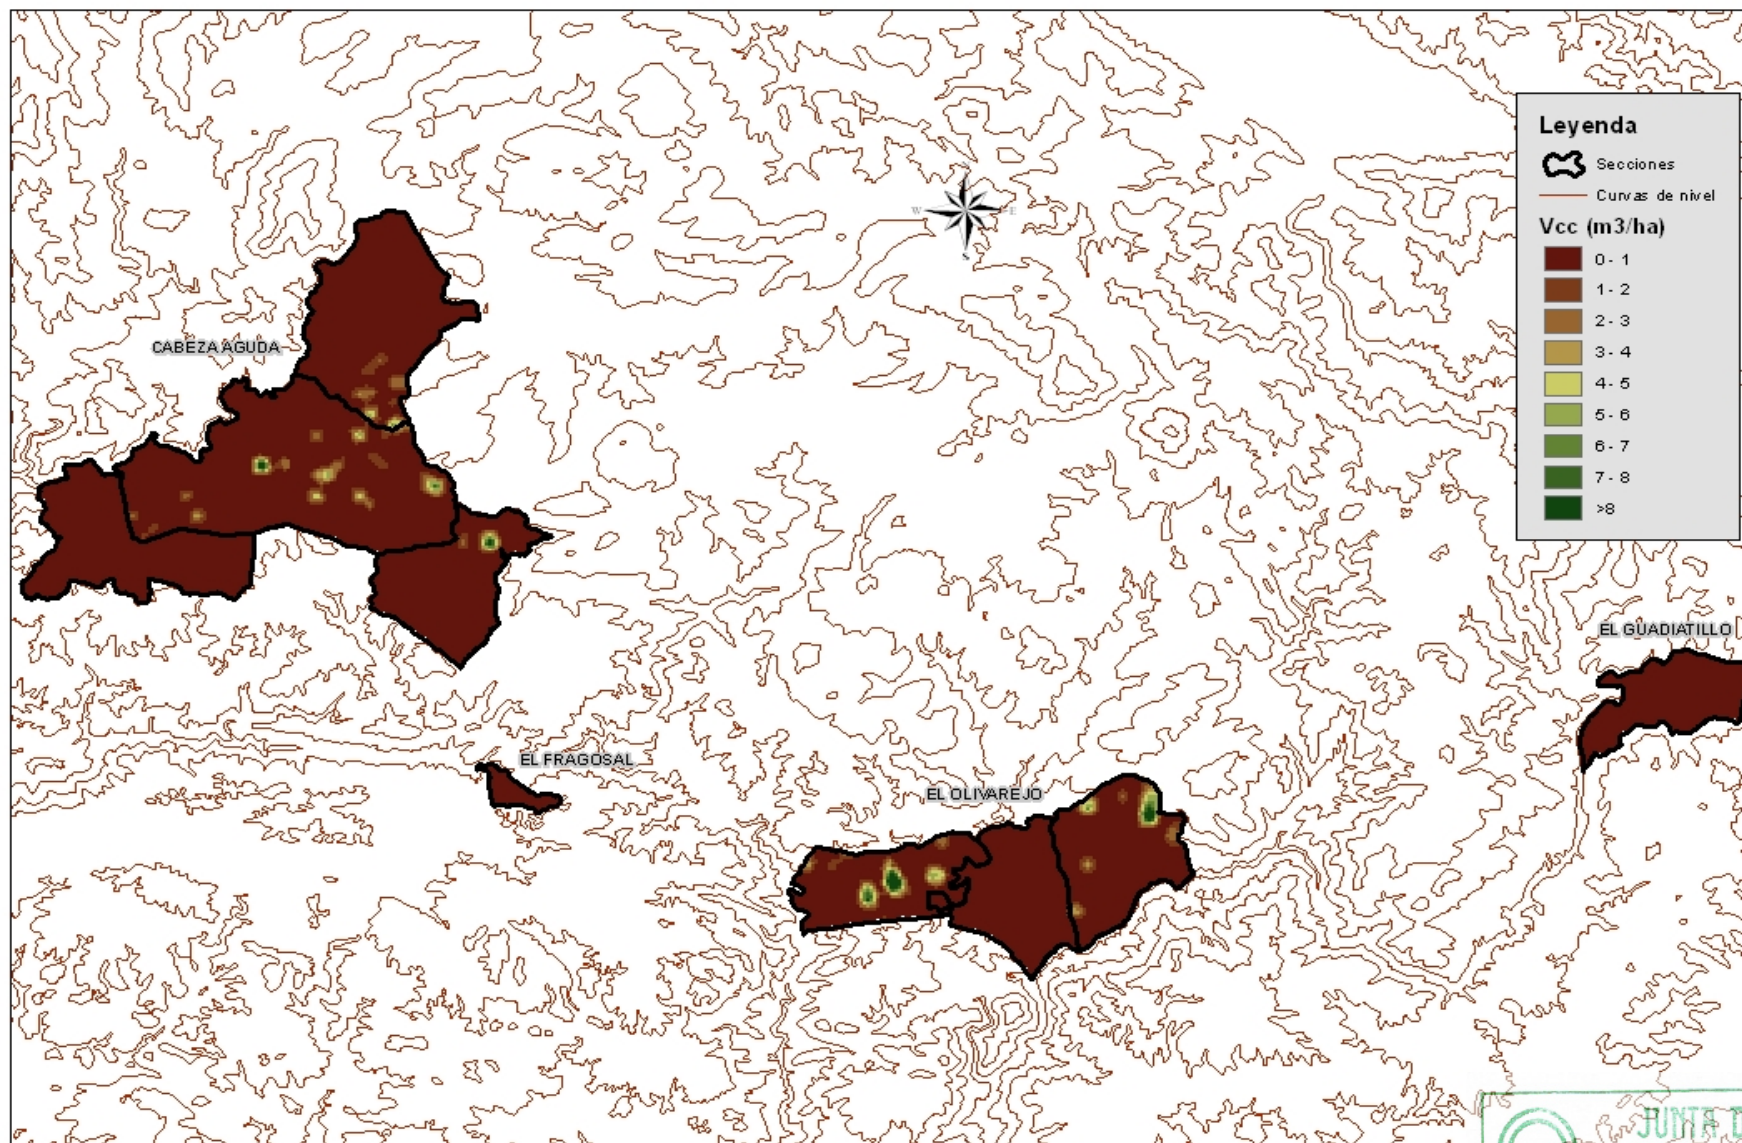 Leyenda
Secciones
Curvas de nivel
Vcc (m3/ha)
0 - 1
1 - 2
2 - 3
3 - 4
4 - 5
5 - 6
6 - 7
7 - 8
>8
W
E
S
CABEZA AGUDA
EL GUADIATILLO
EL FRAGOSAL
EL OLIVAREJO
JUNTA D